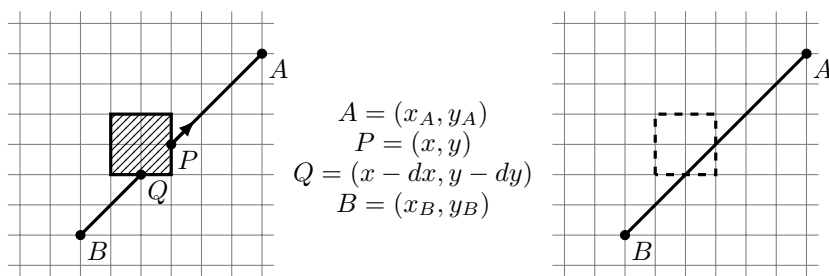 A
P
Q
B
A = (x_A, y_A)
P = (x, y)
Q = (x − dx, y − dy)
B = (x_B, y_B)
A
B